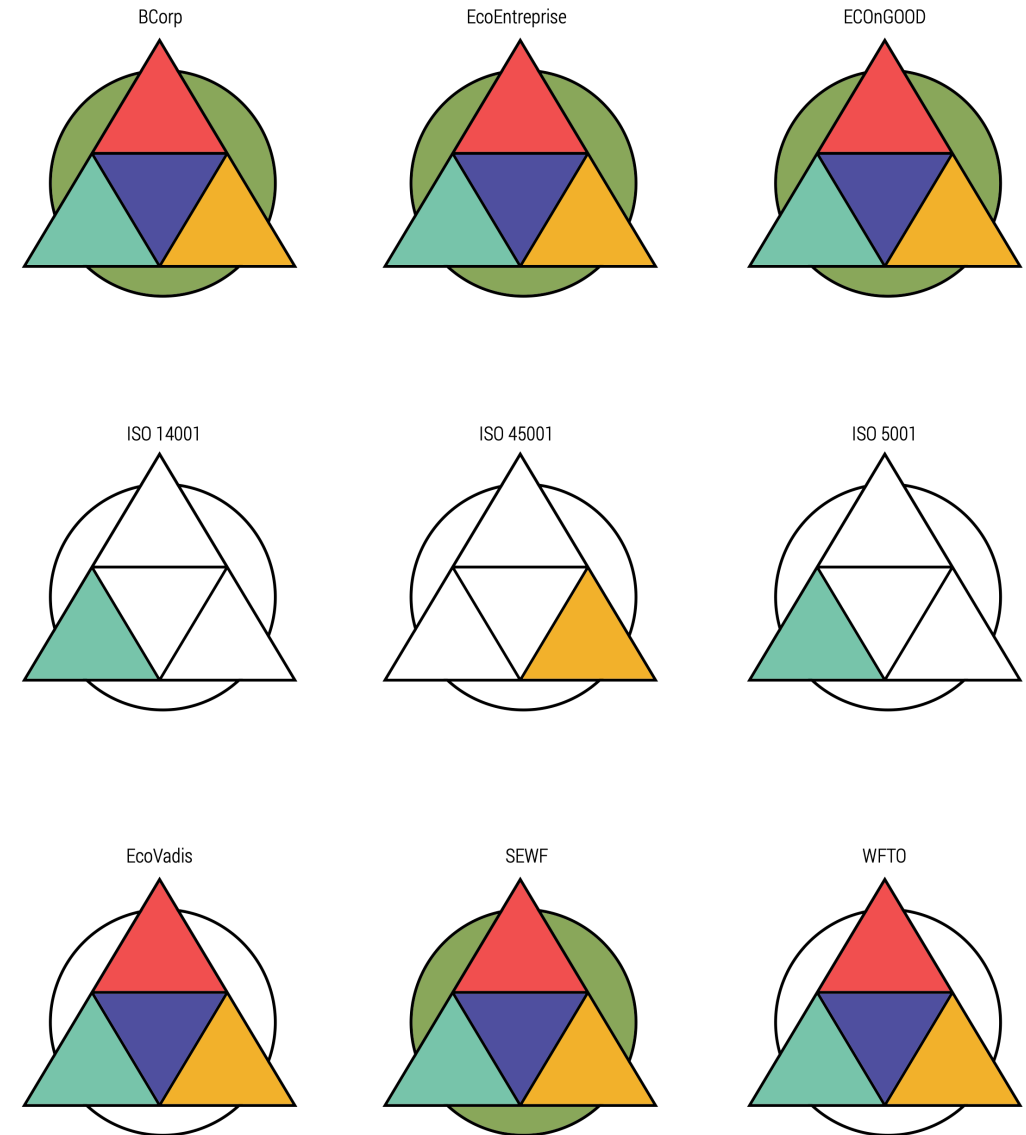 BCorp
EcoEntreprise
ECOnGOOD
ISO 14001
ISO 45001
ISO 5001
EcoVadis
SEWF
WFTO